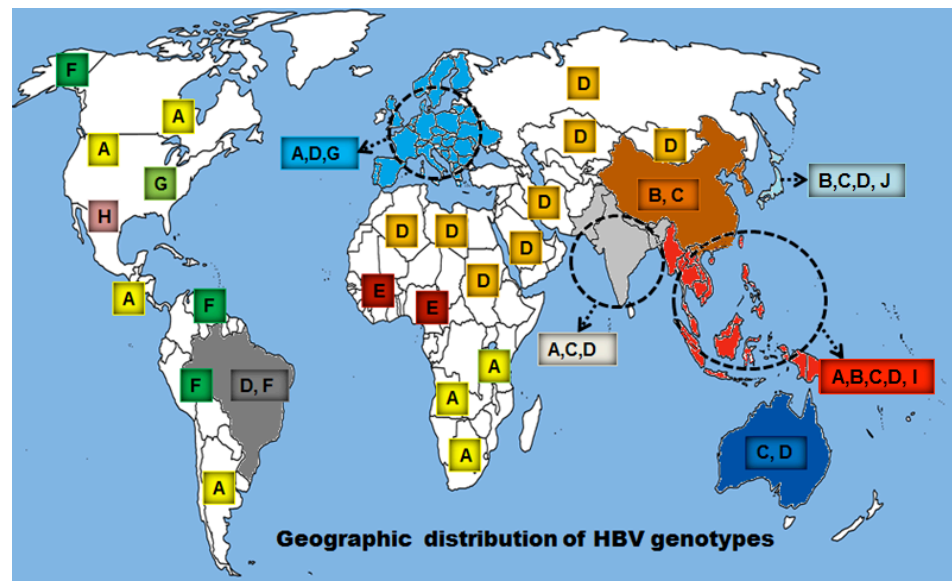 F
A
A
G
H
A
F
F
D, F
A
A,D,G
D
D
D
D
D
D
D
D
E
E
A
A
A
B, C
B,C,D, J
A,C,D
A,B,C,D, I
C, D
Geographic distribution of HBV genotypes